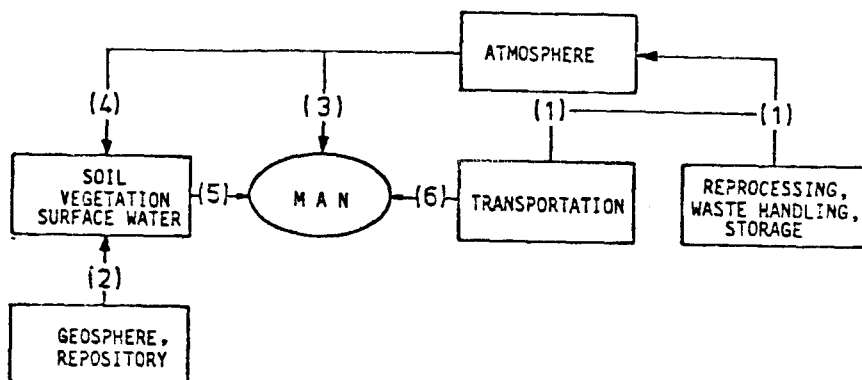 ATMOSPHERE
(1)
(1)
(4)
(3)
SOIL
VEGETATION
SURFACE WATER
(5)
M A N
(6)
TRANSPORTATION
REPROCESSING,
WASTE HANDLING,
STORAGE
(2)
GEOSPHERE,
REPOSITORY